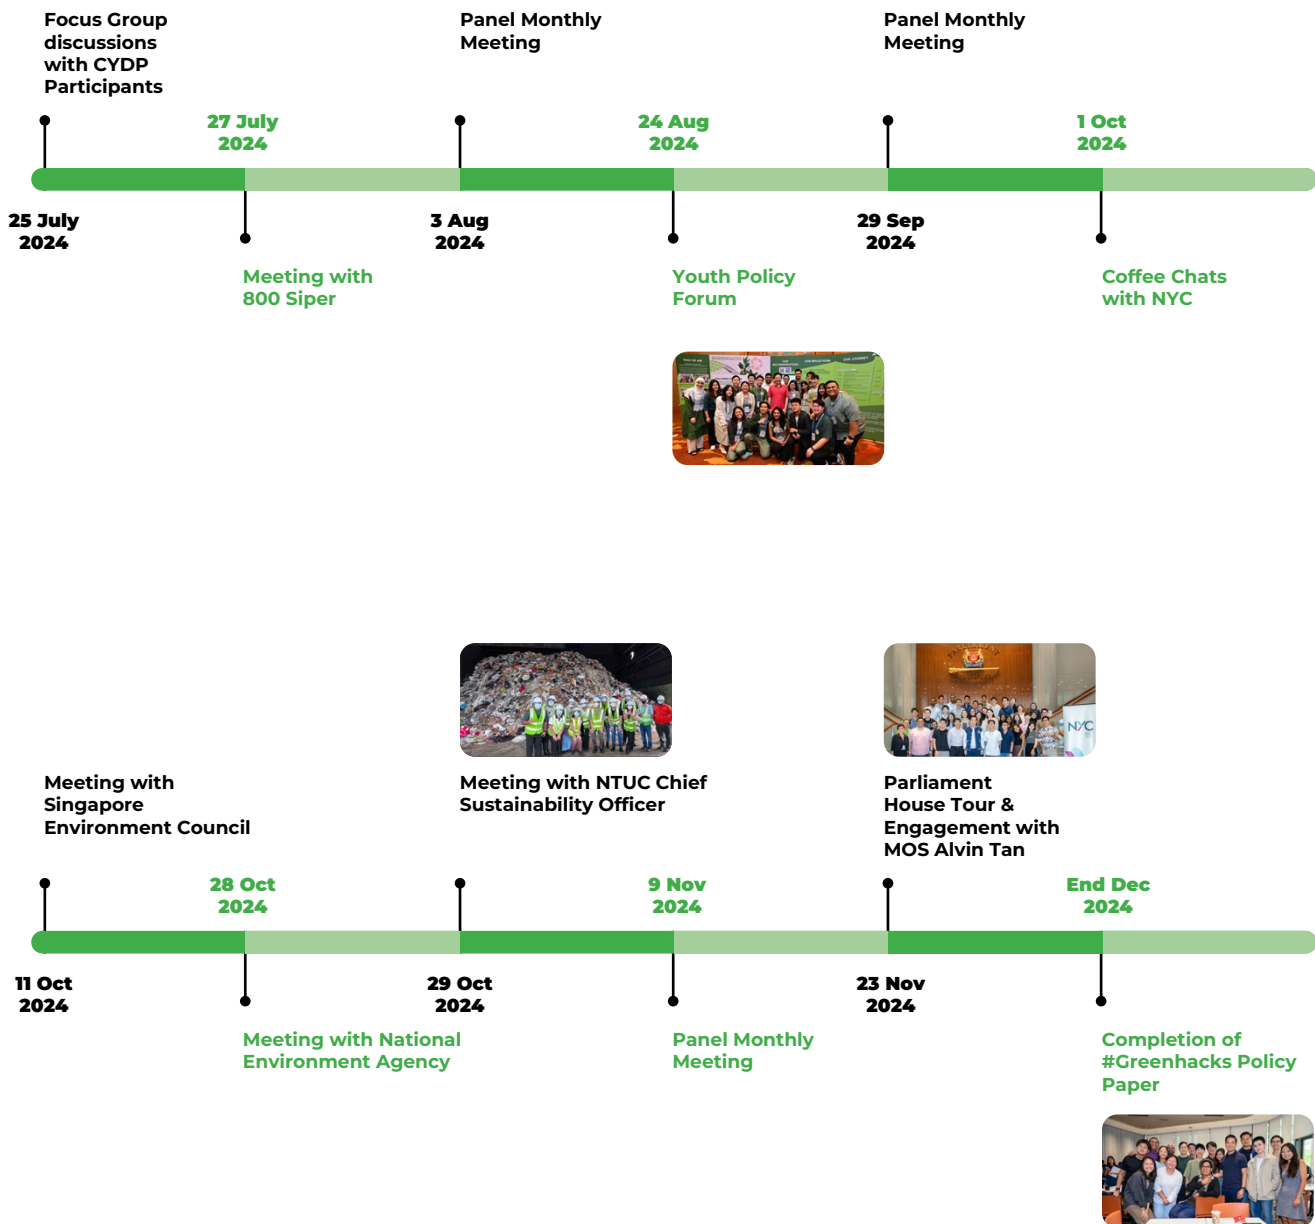 Focus Group
discussions
with CYDP
Participants
25 July
2024
27 July
2024
Meeting with
800 Siper
Panel Monthly
Meeting
3 Aug
2024
24 Aug
2024
Youth Policy
Forum
Panel Monthly
Meeting
29 Sep
2024
1 Oct
2024
Coffee Chats
with NYC
Meeting with
Singapore
Environment Council
11 Oct
2024
28 Oct
2024
Meeting with National
Environment Agency
Meeting with NTUC Chief
Sustainability Officer
29 Oct
2024
9 Nov
2024
Panel Monthly
Meeting
NYC
Parliament
House Tour &
Engagement with
MOS Alvin Tan
23 Nov
2024
End Dec
2024
Completion of
#Greenhacks Policy
Paper